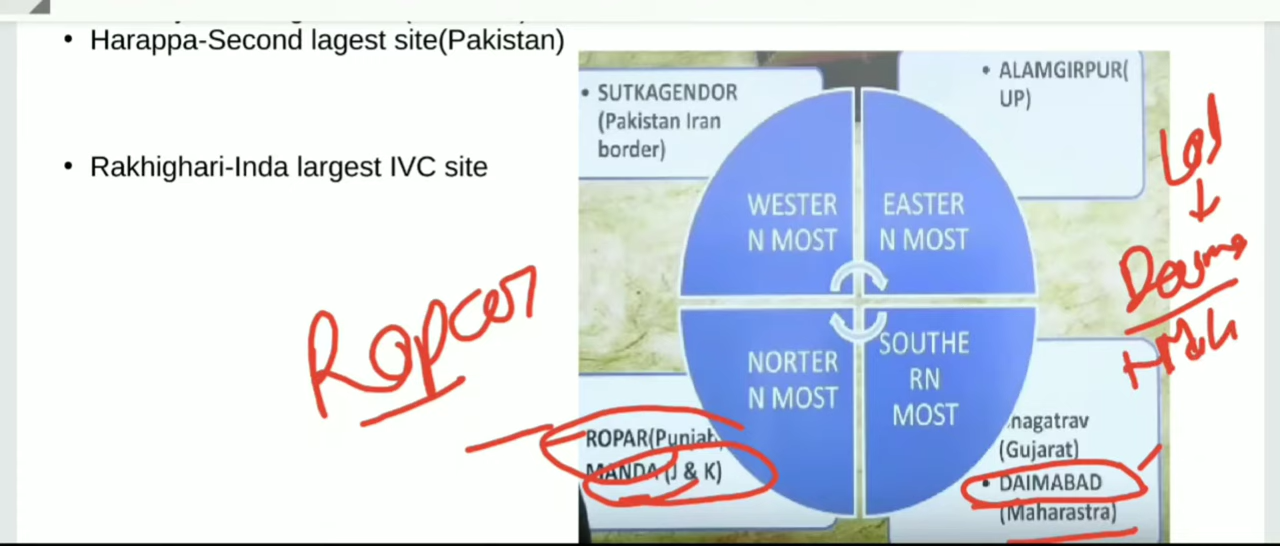 • Harappa-Second lagest site(Pakistan)
• Rakhighari-Inda largest IVC site
• SUTKAGENDOR
(Pakistan Iran
border)
• ALAMGIRPUR(
UP)
WESTER
N MOST
EASTER
N MOST
NORTER
N MOST
SOUTHE
RN
MOST
ROPAR(Punjab
MANDA (J & K)
nagatrav
(Gujarat)
• DAIMABAD
(Maharastra)
Ropar